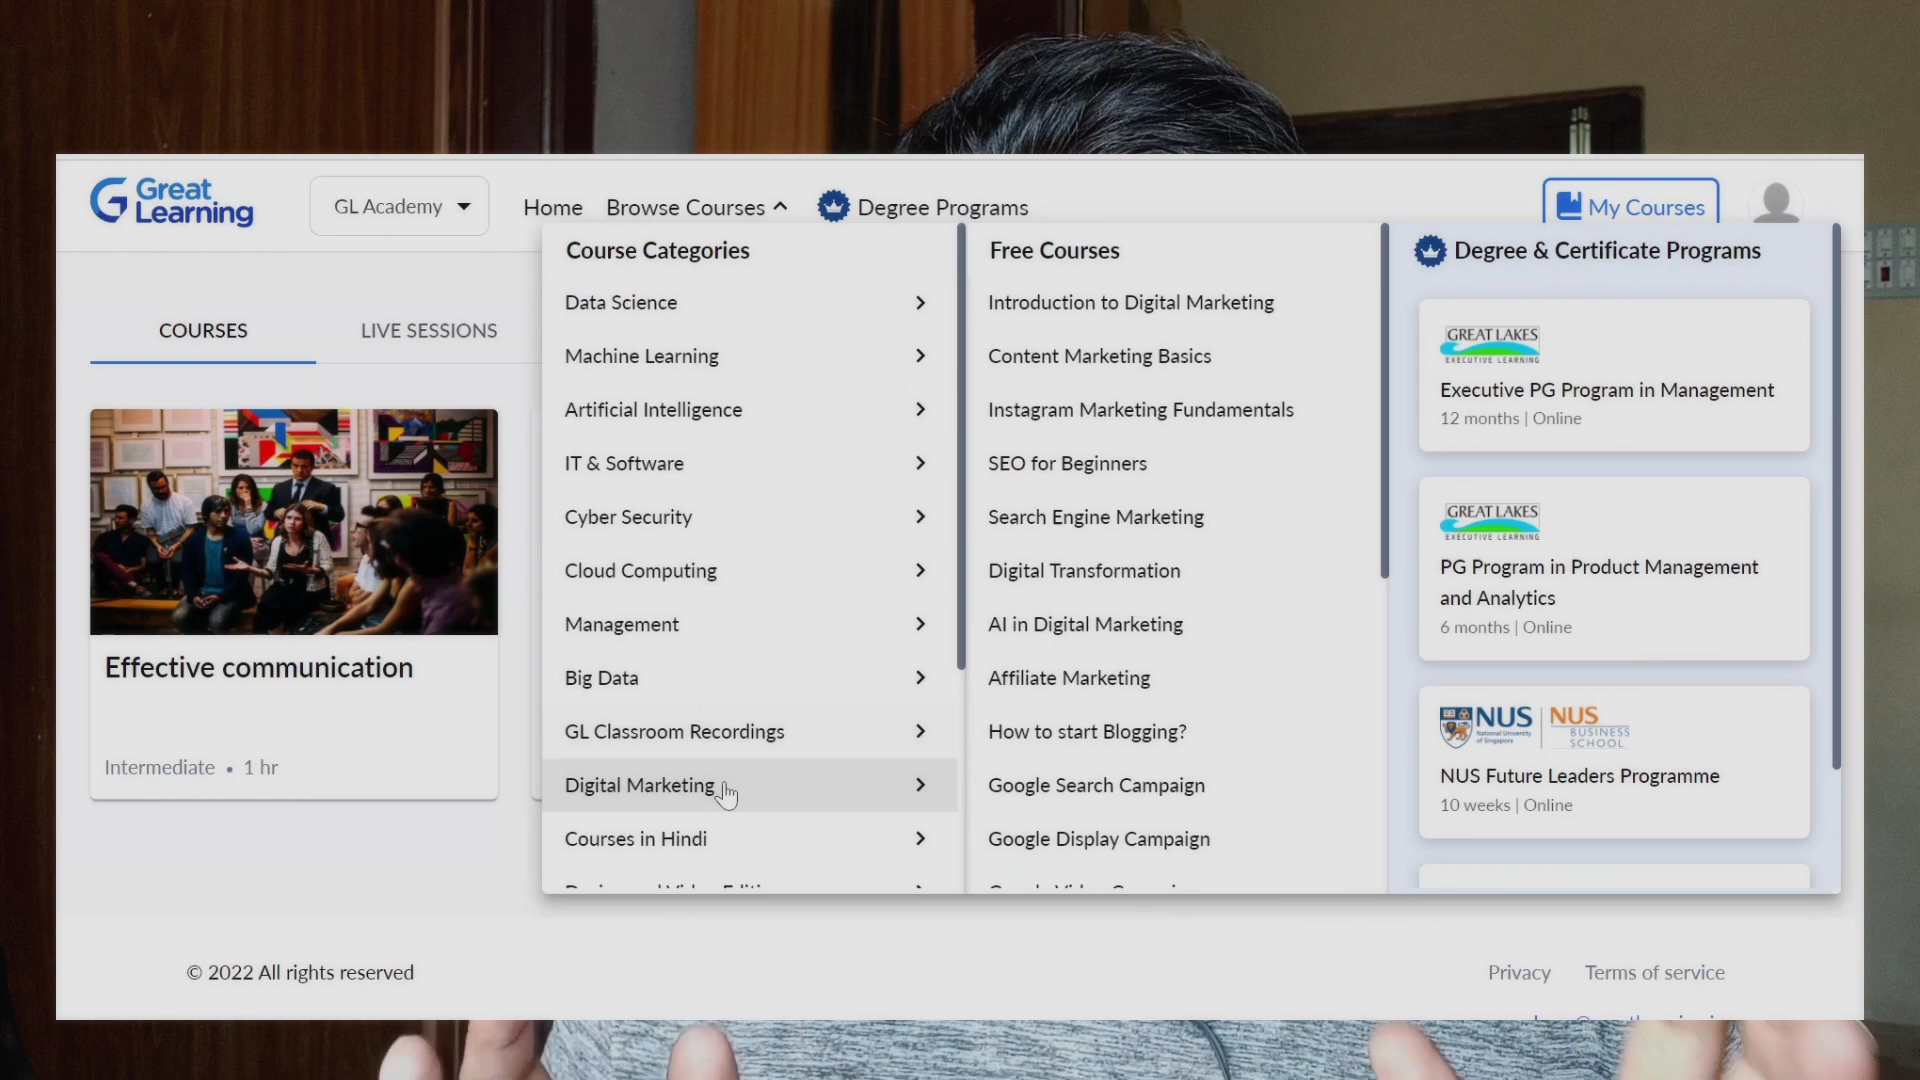 Great
Learning
GL Academy
Home
Browse Courses
Degree Programs
My Courses
COURSES
LIVE SESSIONS
Effective communication
Intermediate • 1 hr
Course Categories
Data Science
Machine Learning
Artificial Intelligence
IT & Software
Cyber Security
Cloud Computing
Management
Big Data
GL Classroom Recordings
Digital Marketing
Courses in Hindi
Free Courses
Introduction to Digital Marketing
Content Marketing Basics
Instagram Marketing Fundamentals
SEO for Beginners
Search Engine Marketing
Digital Transformation
AI in Digital Marketing
Affiliate Marketing
How to start Blogging?
Google Search Campaign
Google Display Campaign
Degree & Certificate Programs
GREAT LAKES
EXECUTIVE LEARNING
Executive PG Program in Management
12 months | Online
GREAT LAKES
EXECUTIVE LEARNING
PG Program in Product Management
and Analytics
6 months | Online
NUS
National University
of Singapore
NUS
BUSINESS
SCHOOL
NUS Future Leaders Programme
10 weeks | Online
© 2022 All rights reserved
Privacy
Terms of service